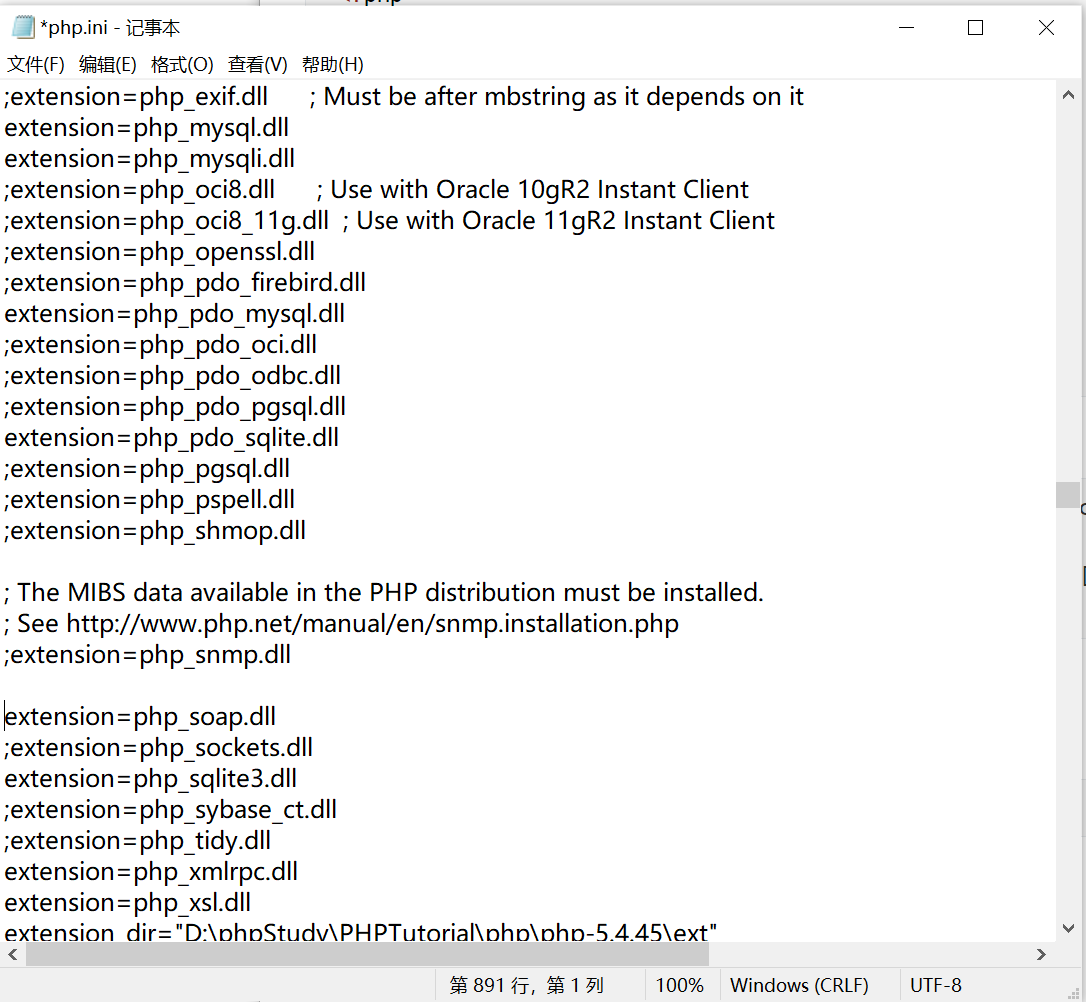 *php.ini - 记事本
文件(F) 编辑(E) 格式(O) 查看(V) 帮助(H)
;extension=php_exif.dll      ; Must be after mbstring as it depends on it
extension=php_mysql.dll
extension=php_mysqli.dll
;extension=php_oci8.dll      ; Use with Oracle 10gR2 Instant Client
;extension=php_oci8_11g.dll  ; Use with Oracle 11gR2 Instant Client
;extension=php_openssl.dll
;extension=php_pdo_firebird.dll
extension=php_pdo_mysql.dll
;extension=php_pdo_oci.dll
;extension=php_pdo_odbc.dll
;extension=php_pdo_pgsql.dll
extension=php_pdo_sqlite.dll
;extension=php_pgsql.dll
;extension=php_pspell.dll
;extension=php_shmop.dll
; The MIBS data available in the PHP distribution must be installed.
; See http://www.php.net/manual/en/snmp.installation.php
;extension=php_snmp.dll
extension=php_soap.dll
;extension=php_sockets.dll
extension=php_sqlite3.dll
;extension=php_sybase_ct.dll
;extension=php_tidy.dll
extension=php_xmlrpc.dll
extension=php_xsl.dll
extension_dir="D:\phpStudy\PHPTutorial\php\php-5.4.45\ext"
第 891 行，第 1 列 100% Windows (CRLF) UTF-8